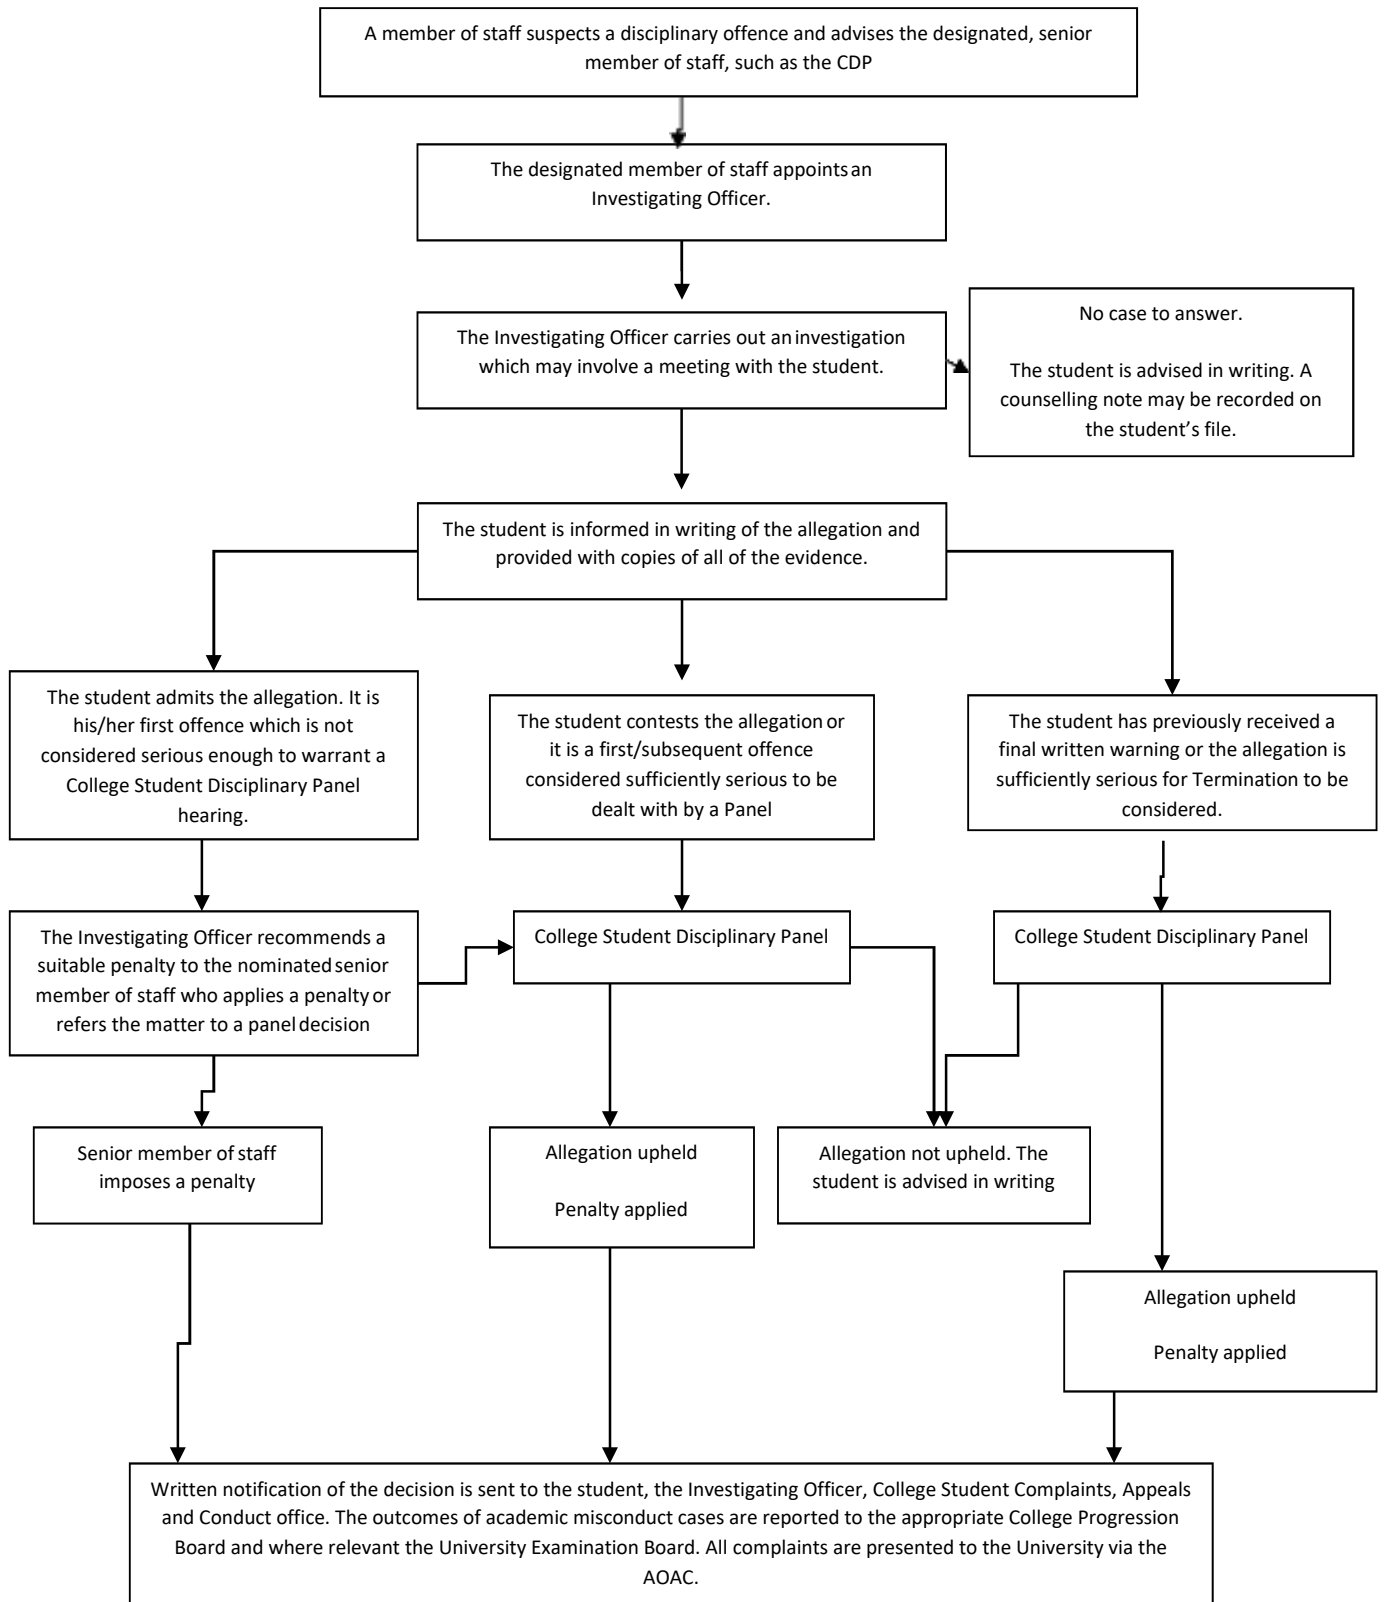 A member of staff suspects a disciplinary offence and advises the designated, senior
member of staff, such as the CDP
The designated member of staff appoints an
Investigating Officer.
The Investigating Officer carries out an investigation
which may involve a meeting with the student.
No case to answer.
The student is advised in writing. A
counselling note may be recorded on
the student’s file.
The student is informed in writing of the allegation and
provided with copies of all of the evidence.
The student admits the allegation. It is
his/her first offence which is not
considered serious enough to warrant a
College Student Disciplinary Panel
hearing.
The student contests the allegation or
it is a first/subsequent offence
considered sufficiently serious to be
dealt with by a Panel
The student has previously received a
final written warning or the allegation is
sufficiently serious for Termination to be
considered.
The Investigating Officer recommends a
suitable penalty to the nominated senior
member of staff who applies a penalty or
refers the matter to a panel decision
College Student Disciplinary Panel
College Student Disciplinary Panel
Senior member of staff
imposes a penalty
Allegation upheld
Penalty applied
Allegation not upheld. The
student is advised in writing
Allegation upheld
Penalty applied
Written notification of the decision is sent to the student, the Investigating Officer, College Student Complaints, Appeals
and Conduct office. The outcomes of academic misconduct cases are reported to the appropriate College Progression
Board and where relevant the University Examination Board. All complaints are presented to the University via the
AOAC.